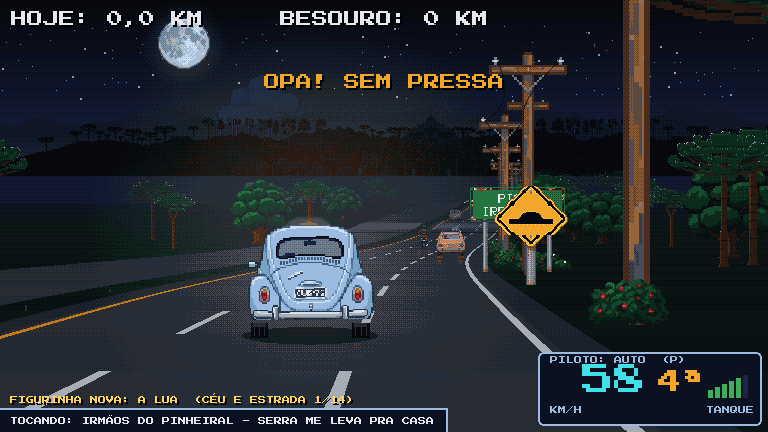 HOJE: 0,0 KM
BESOURO: 0 KM
OPA! SEM PRESSA
PILOTO: AUTO (P)
58 4ª
KM/H
TANQUE
FIGURINHA NOVA: A LUA (CÉU E ESTRADA 1/14)
TOCANDO: IRMÃOS DO PINHEIRAL - SERRA ME LEVA PRA CASA